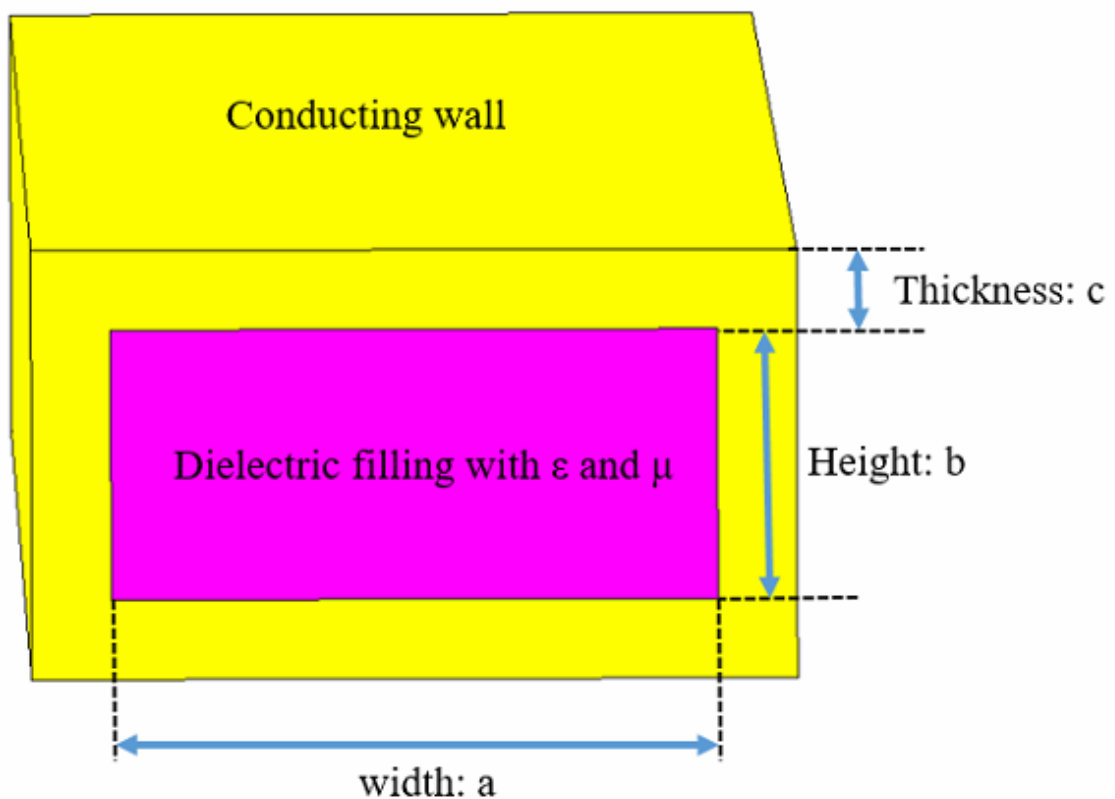 Conducting wall
Thickness: c
Dielectric filling with ε and μ
Height: b
width: a